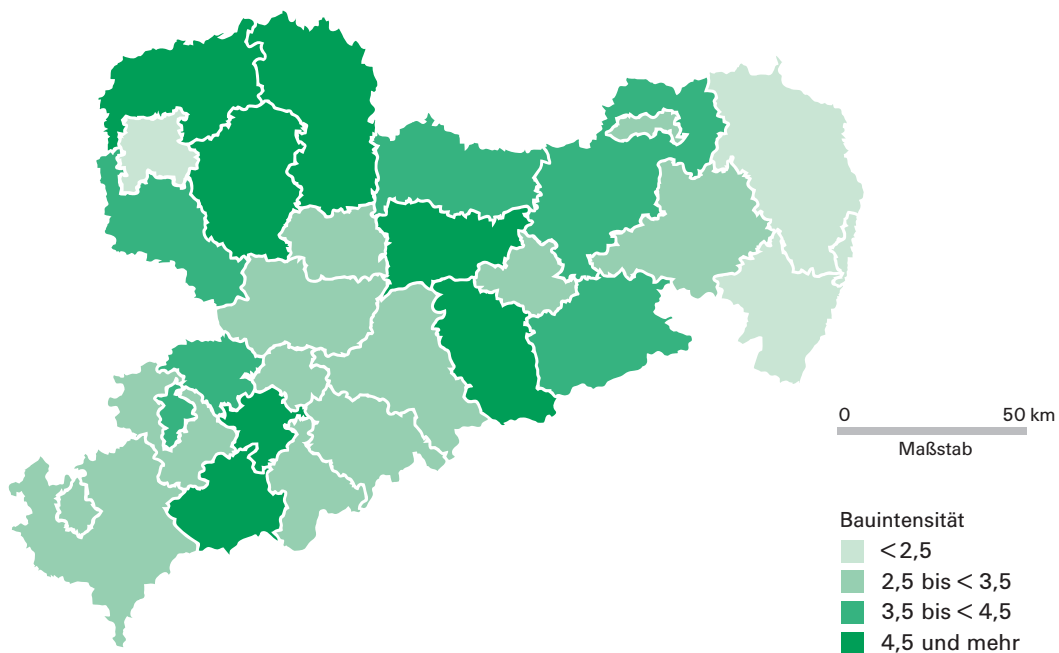 0 50 km
Maßstab
Bauintensität
< 2,5
2,5 bis < 3,5
3,5 bis < 4,5
4,5 und mehr